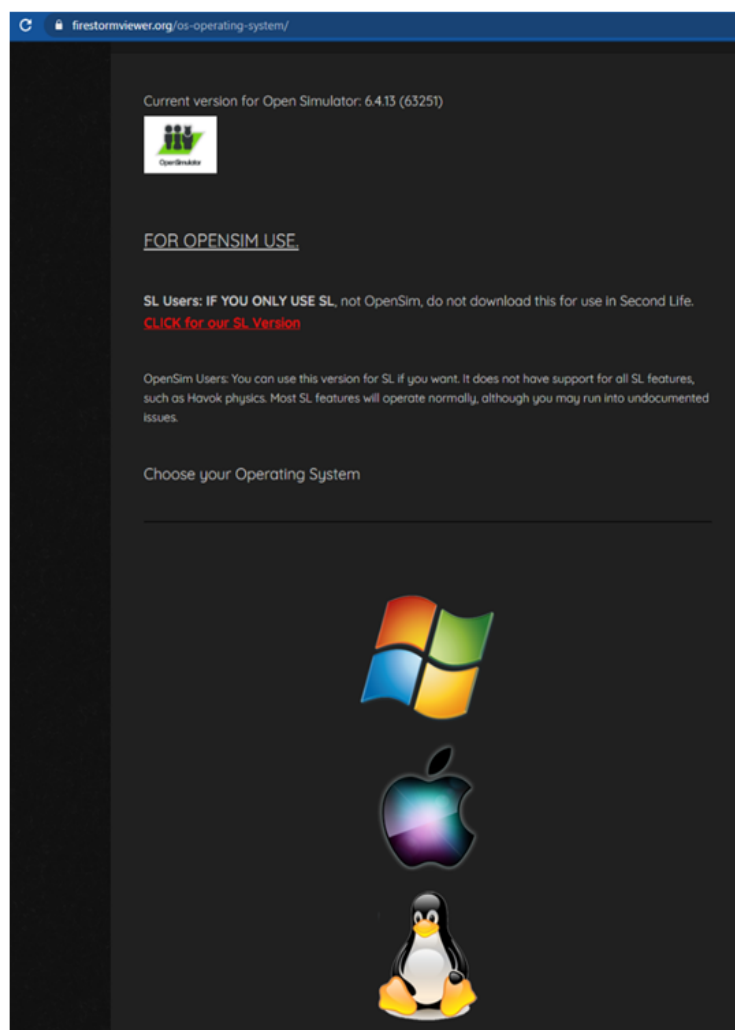 firestormviewer.org/os-operating-system/
Current version for Open Simulator: 6.4.13 (63251)
OpenSimulator
FOR OPENSIM USE.
SL Users: IF YOU ONLY USE SL, not OpenSim, do not download this for use in Second Life.
CLICK for our SL Version
OpenSim Users: You can use this version for SL if you want. It does not have support for all SL features,
such as Havok physics. Most SL features will operate normally, although you may run into undocumented
issues.
Choose your Operating System